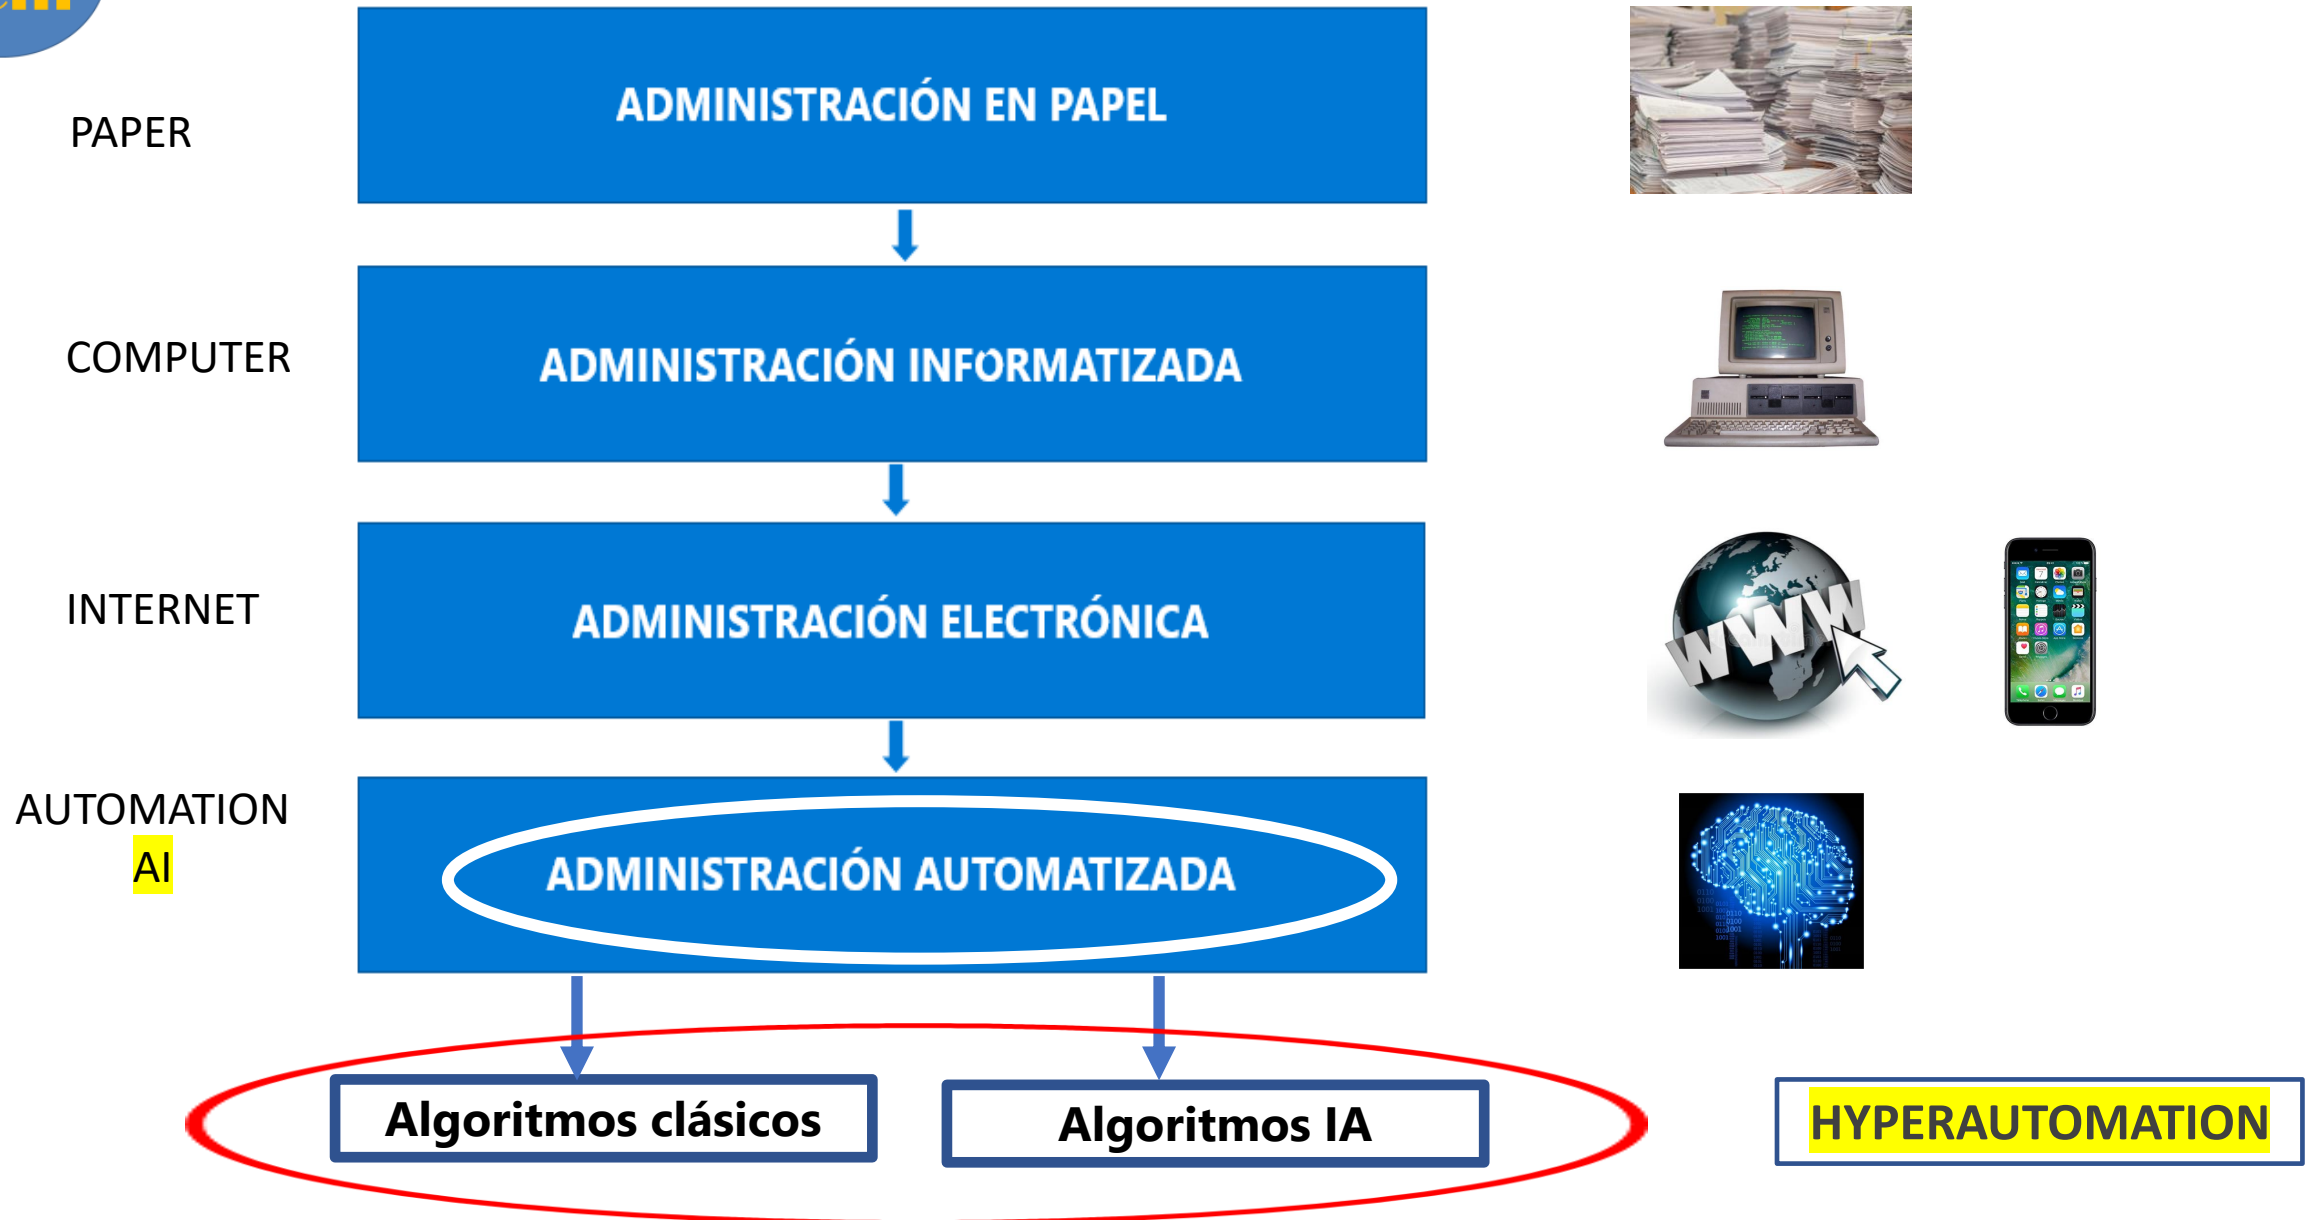 PAPER
ADMINISTRACIÓN EN PAPEL
COMPUTER
ADMINISTRACIÓN INFORMATIZADA
INTERNET
ADMINISTRACIÓN ELECTRÓNICA
WWW
AUTOMATION
AI
ADMINISTRACIÓN AUTOMATIZADA
Algoritmos clásicos
Algoritmos IA
HYPERAUTOMATION